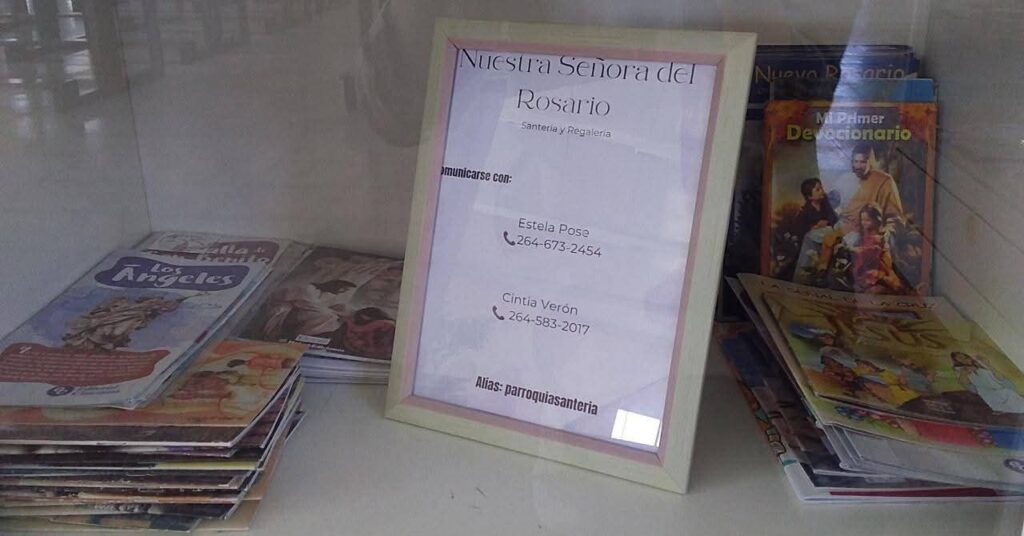 Nuestra Señora del
Rosario
Santería y Regalería
omunicarse con:
Estela Pose
264-673-2454
Cintia Verón
264-583-2017
Alias: parroquiasanteria
Los
Ángeles
Nuevo Rosario
Mi Primer
Devocionario